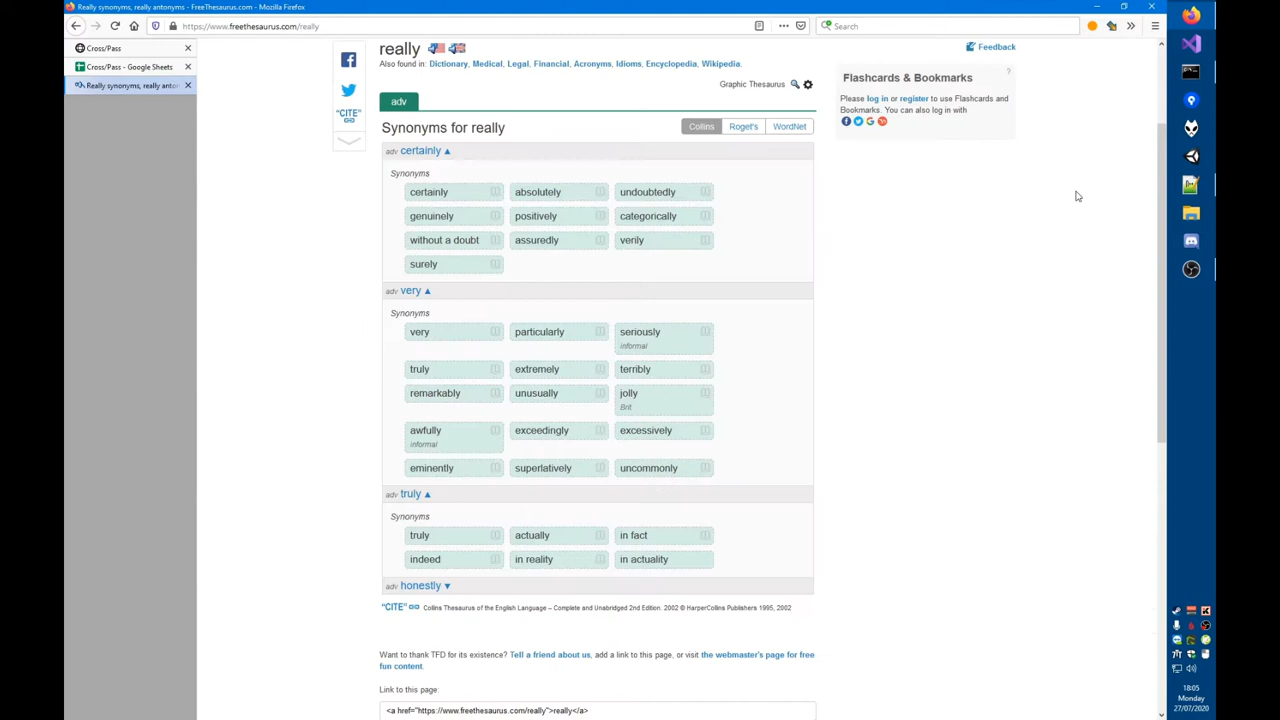 Really synonyms, really antonyms - FreeThesaurus.com - Mozilla Firefox
https://www.freethesaurus.com/really
Search
Cross/Pass
Cross/Pass - Google Sheets
Really synonyms, really anto
really
Also found in: Dictionary, Medical, Legal, Financial, Acronyms, Idioms, Encyclopedia, Wikipedia.
Feedback
Graphic Thesaurus
Flashcards & Bookmarks ?
Please log in or register to use Flashcards and
Bookmarks. You can also log in with
"CITE"
adv
Synonyms for really
Collins Roget's WordNet
adv certainly ▲
Synonyms
certainly absolutely undoubtedly
genuinely positively categorically
without a doubt assuredly verily
surely
adv very ▲
Synonyms
very particularly seriously
informal
truly extremely terribly
remarkably unusually jolly
Brit
awfully exceedingly excessively
informal
eminently superlatively uncommonly
adv truly ▲
Synonyms
truly actually in fact
indeed in reality in actuality
adv honestly ▼
"CITE" Collins Thesaurus of the English Language – Complete and Unabridged 2nd Edition. 2002 © HarperCollins Publishers 1995, 2002
Want to thank TFD for its existence? Tell a friend about us, add a link to this page, or visit the webmaster's page for free
fun content.
Link to this page:
<a href="https://www.freethesaurus.com/really">really</a>
18:05
Monday
27/07/2020